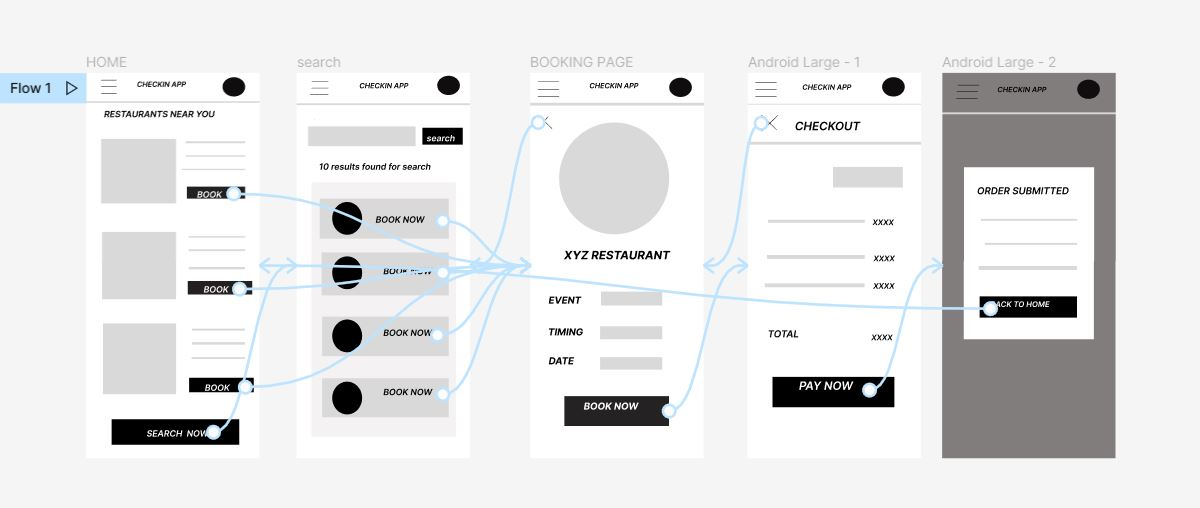 Flow 1
HOME
CHECKIN APP
RESTAURANTS NEAR YOU
BOOK
BOOK
BOOK
SEARCH NOW
search
CHECKIN APP
search
10 results found for search
BOOK NOW
BOOK NOW
BOOK NOW
BOOK NOW
BOOKING PAGE
CHECKIN APP
XYZ RESTAURANT
EVENT
TIMING
DATE
BOOK NOW
Android Large - 1
CHECKIN APP
CHECKOUT
xxxx
xxxx
xxxx
TOTAL
xxxx
PAY NOW
Android Large - 2
CHECKIN APP
ORDER SUBMITTED
BACK TO HOME